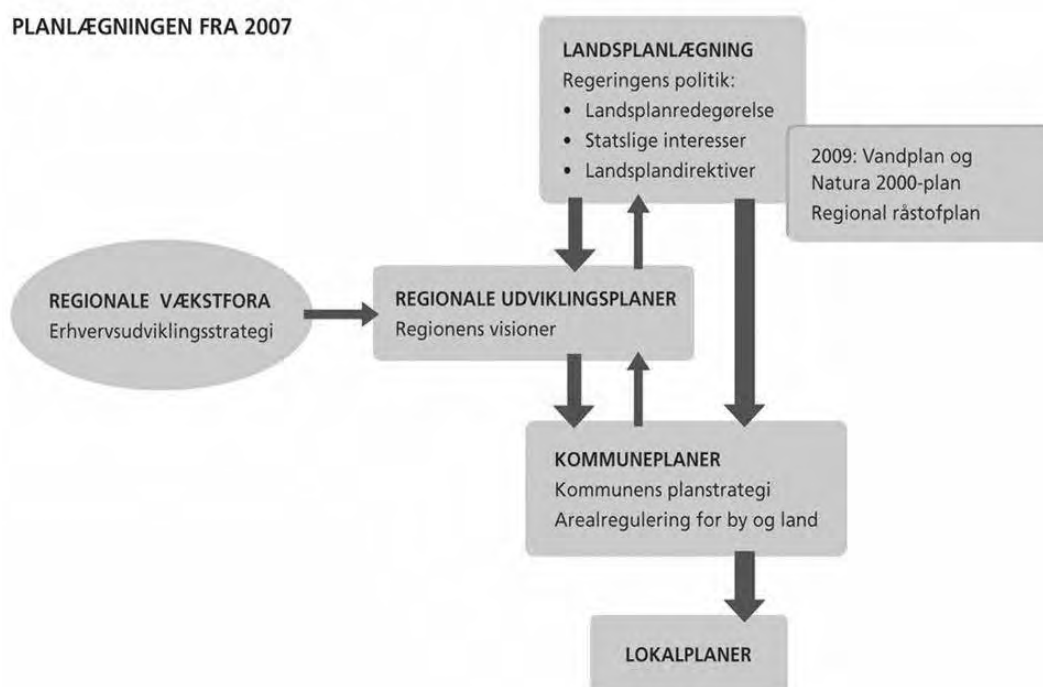 PLANLÆGNINGEN FRA 2007
LANDSPLANLÆGNING
Regeringens politik:
• Landsplanredegørelse
• Statslige interesser
• Landsplandirektiver
2009: Vandplan og
Natura 2000-plan
Regional råstofplan
REGIONALE VÆKSTFORA
Erhvervsudviklingsstrategi
REGIONALE UDVIKLINGSPLANER
Regionens visioner
KOMMUNEPLANER
Kommunens planstrategi
Arealregulering for by og land
LOKALPLANER